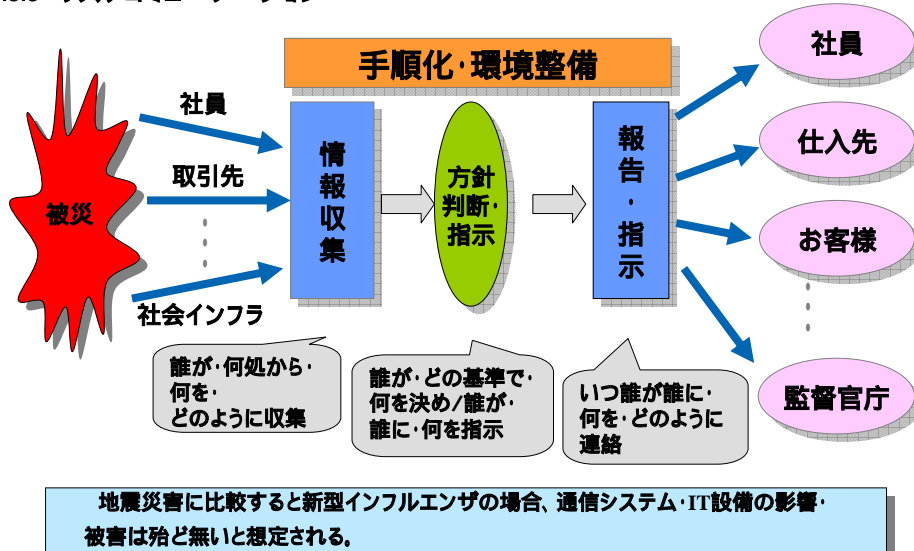 手順化・環境整備
社員
社員
仕入先
お客様
監督官庁
被災
取引先
社会インフラ
情報収集
方針
判断・
指示
報告・指示
誰が・何処から・
何を・
どのように収集
誰が・どの基準で・
何を決め/誰が・
誰に・何を指示
いつ誰が誰に・
何を・どのように
連絡
地震災害に比較すると新型インフルエンザの場合、通信システム・IT設備の影響・
被害は殆ど無いと想定される。